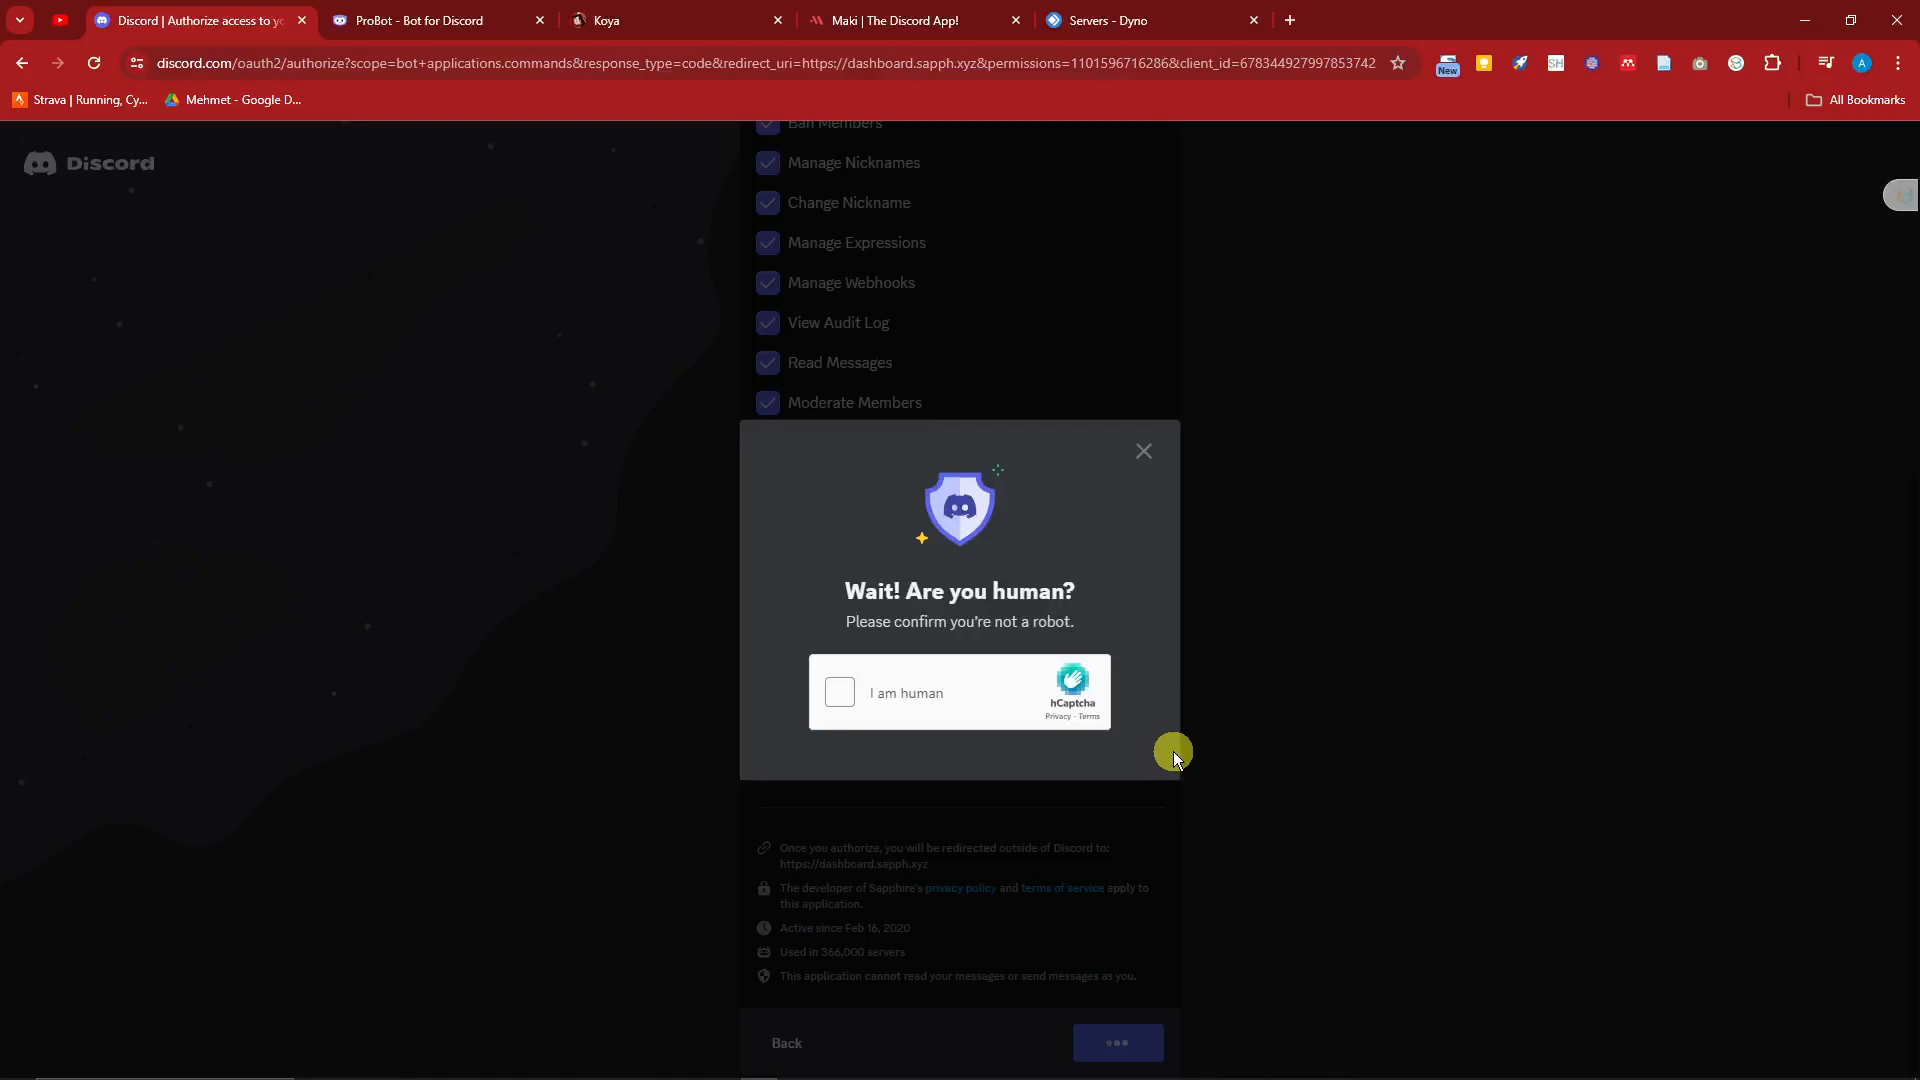 Discord | Authorize access to yo
ProBot - Bot for Discord
Koya
Maki | The Discord App!
Servers - Dyno
discord.com/oauth2/authorize?scope=bot+applications.commands&response_type=code&redirect_uri=https://dashboard.sapph.xyz&permissions=1101596716286&client_id=678344927997853742
New
SH
A
Strava | Running, Cy...
Mehmet - Google D...
All Bookmarks
Discord
Ban Members
Manage Nicknames
Change Nickname
Manage Expressions
Manage Webhooks
View Audit Log
Read Messages
Moderate Members
Wait! Are you human?
Please confirm you're not a robot.
I am human
hCaptcha
Privacy - Terms
Once you authorize, you will be redirected outside of Discord to:
https://dashboard.sapph.xyz
The developer of Sapphire's privacy policy and terms of service apply to
this application.
Active since Feb 16, 2020
Used in 366,000 servers
This application cannot read your messages or send messages as you.
Back